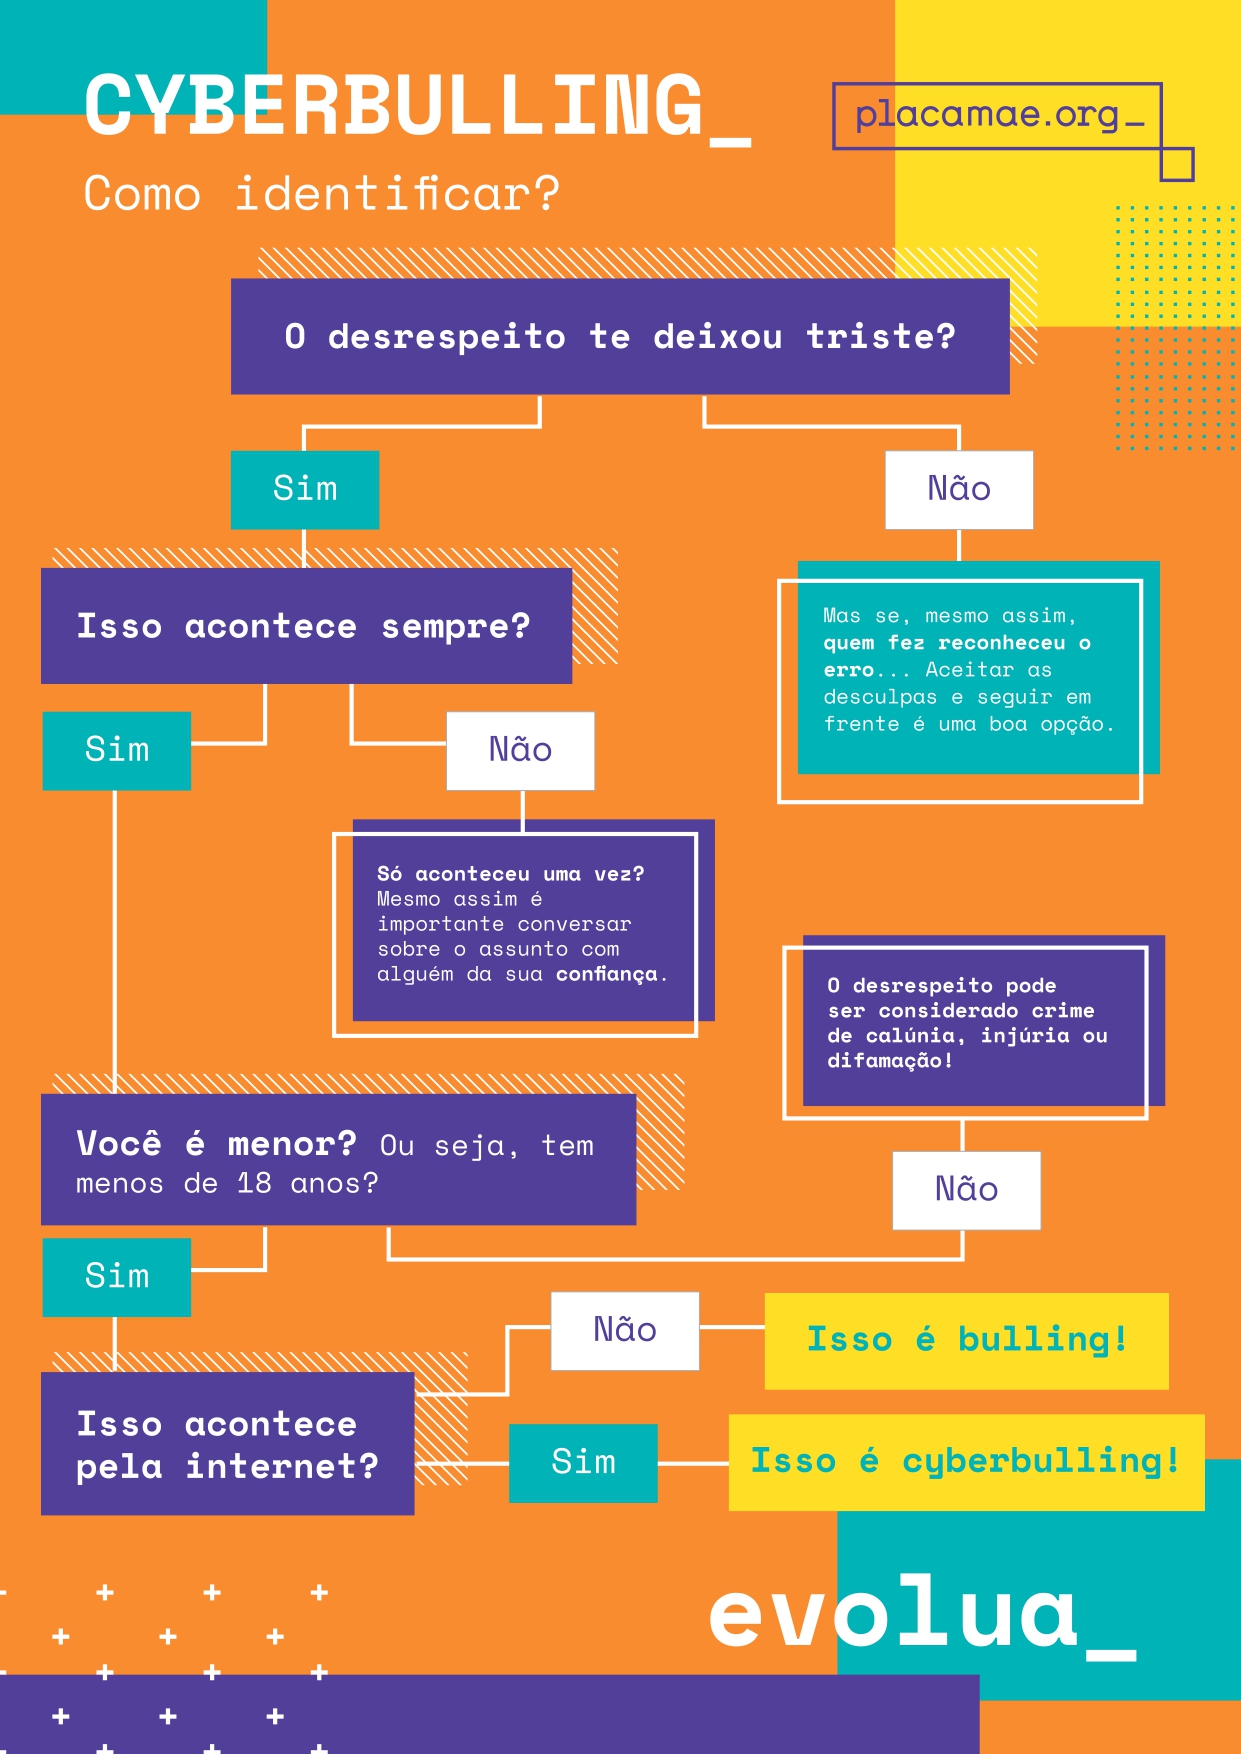 CYBERBULLING_
placamae.org_
Como identificar?
O desrespeito te deixou triste?
Sim
Não
Isso acontece sempre?
Mas se, mesmo assim,
quem fez reconheceu o
erro... Aceitar as
desculpas e seguir em
frente é uma boa opção.
Sim
Não
Só aconteceu uma vez?
Mesmo assim é
importante conversar
sobre o assunto com
alguém da sua confiança.
O desrespeito pode
ser considerado crime
de calúnia, injúria ou
difamação!
Você é menor? Ou seja, tem
menos de 18 anos?
Não
Sim
Não
Isso é bulling!
Isso acontece
pela internet?
Sim
Isso é cyberbulling!
evolua_